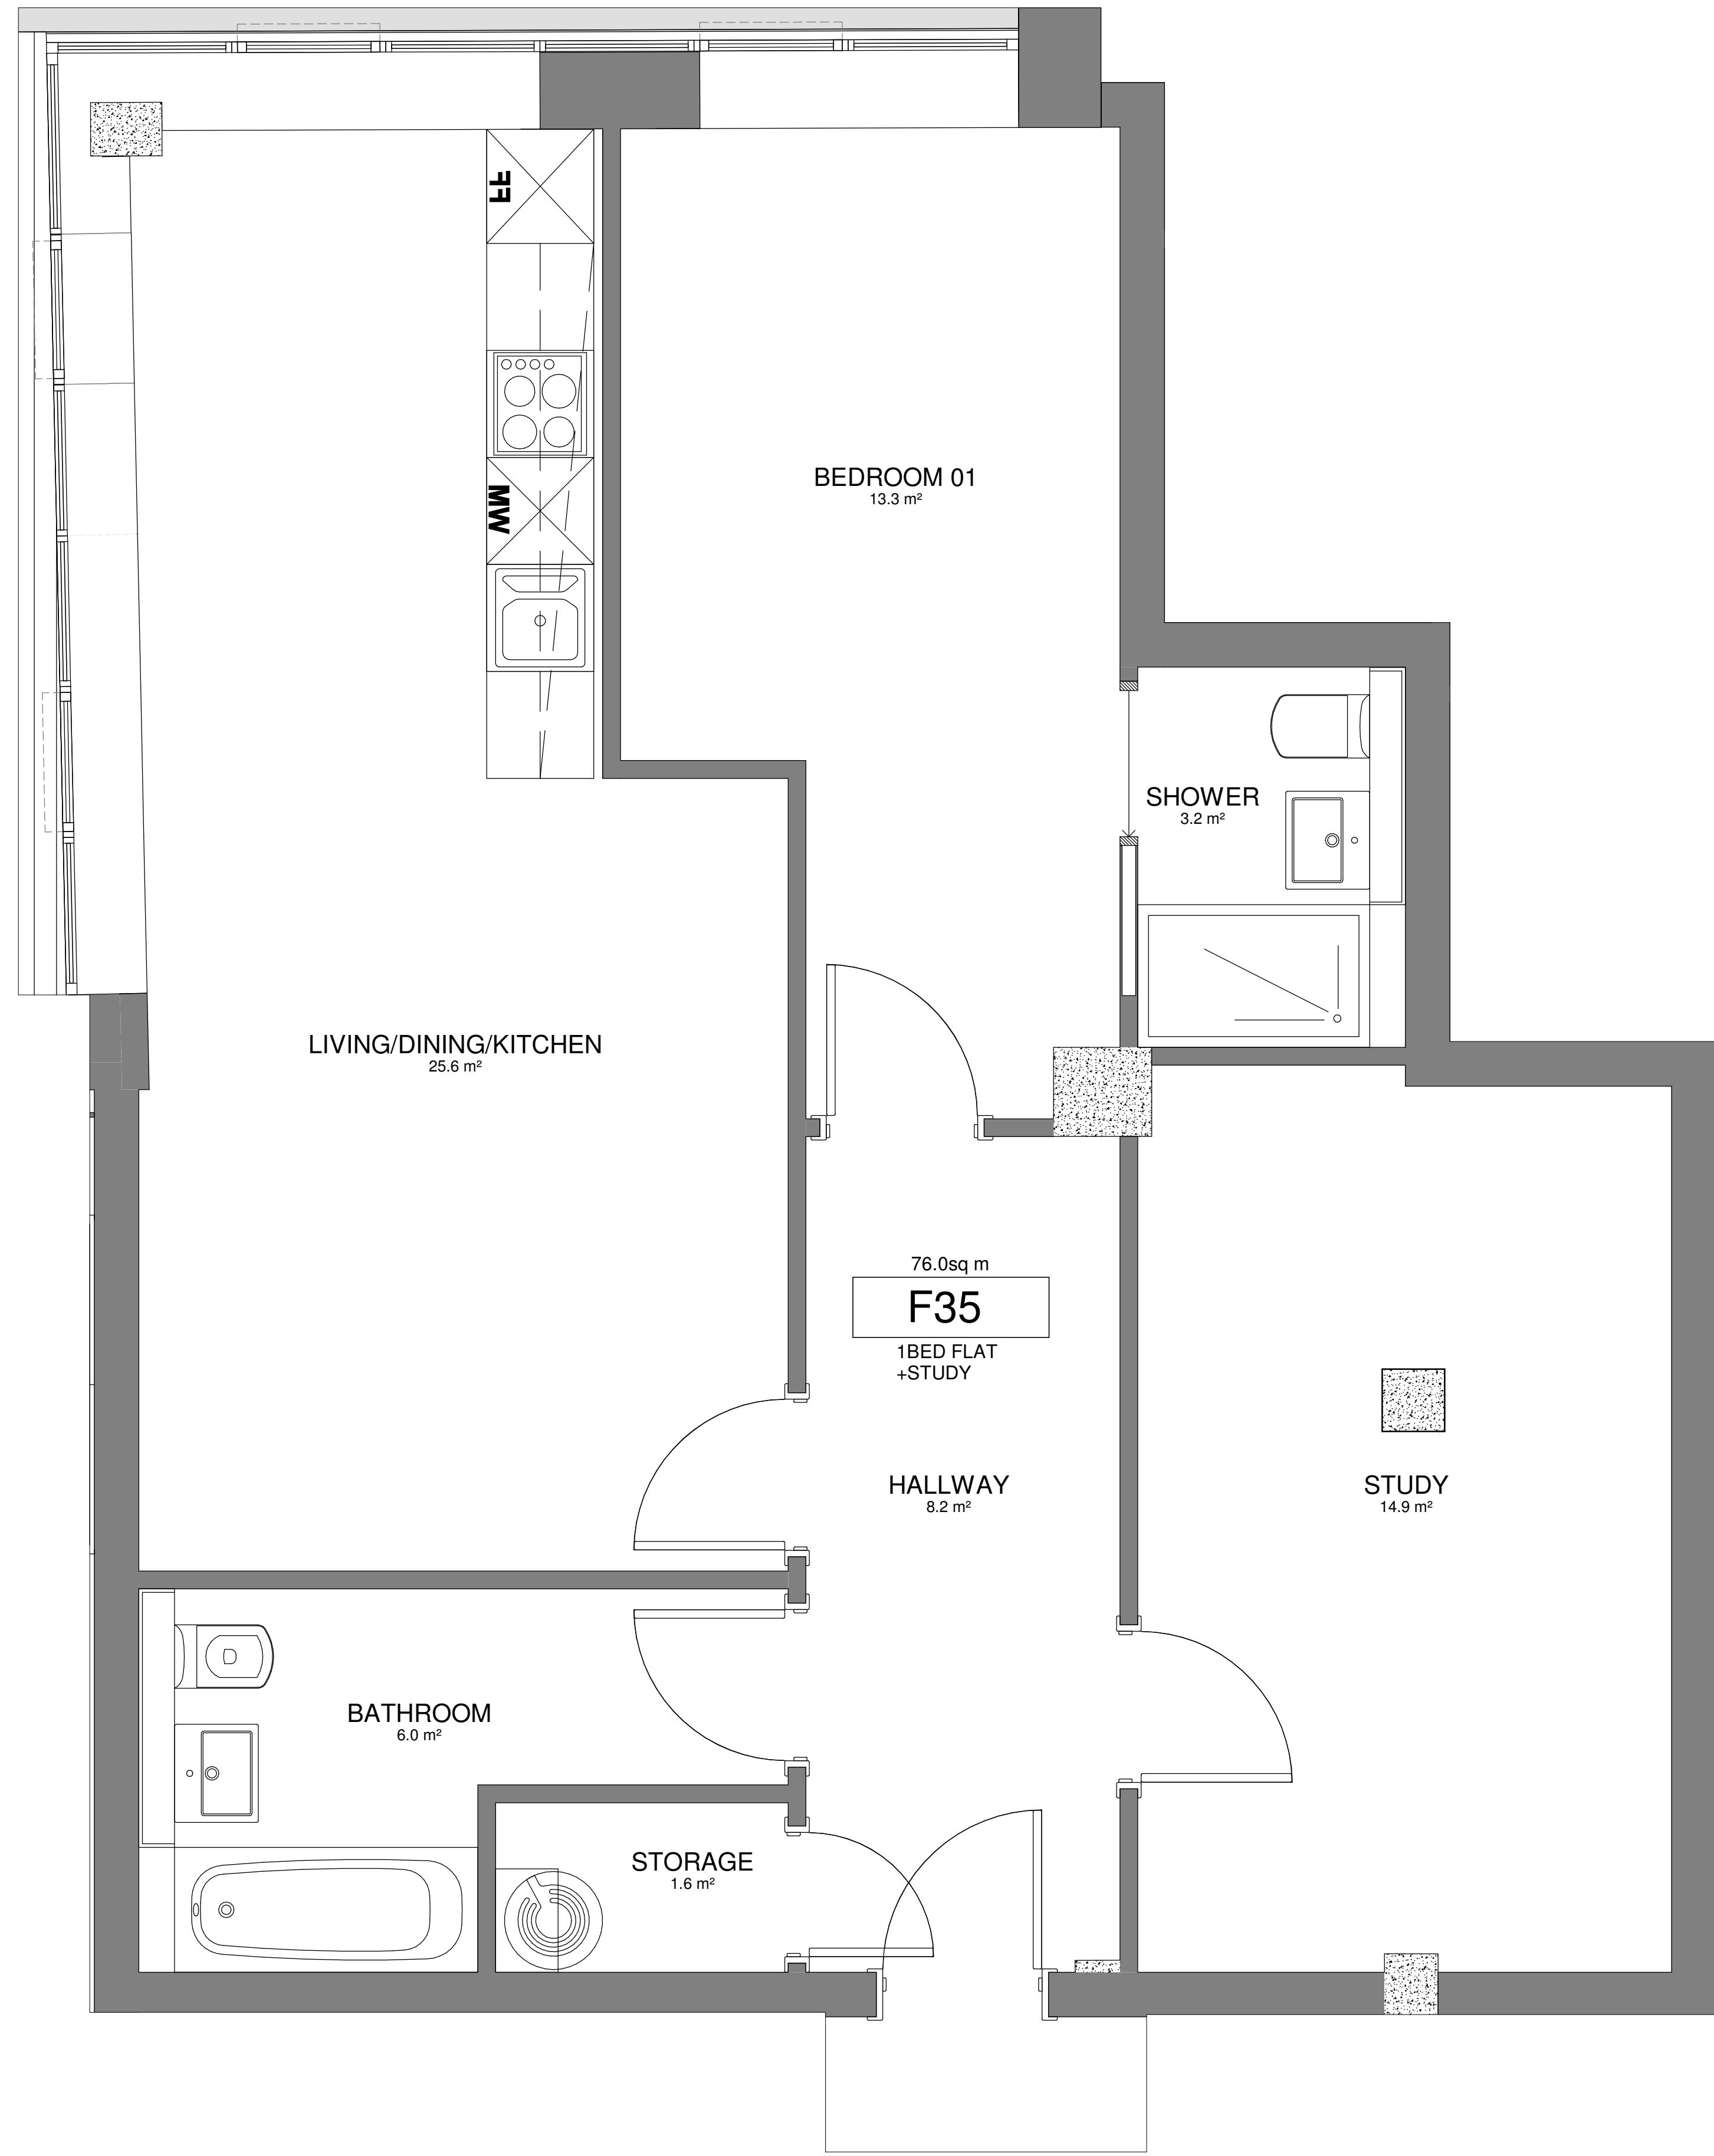 FF
BEDROOM 01
13.3 m²
MW
SHOWER
3.2 m²
LIVING/DINING/KITCHEN
25.6 m²
76.0sq m
F35
1BED FLAT
+STUDY
HALLWAY
8.2 m²
STUDY
14.9 m²
BATHROOM
6.0 m²
STORAGE
1.6 m²